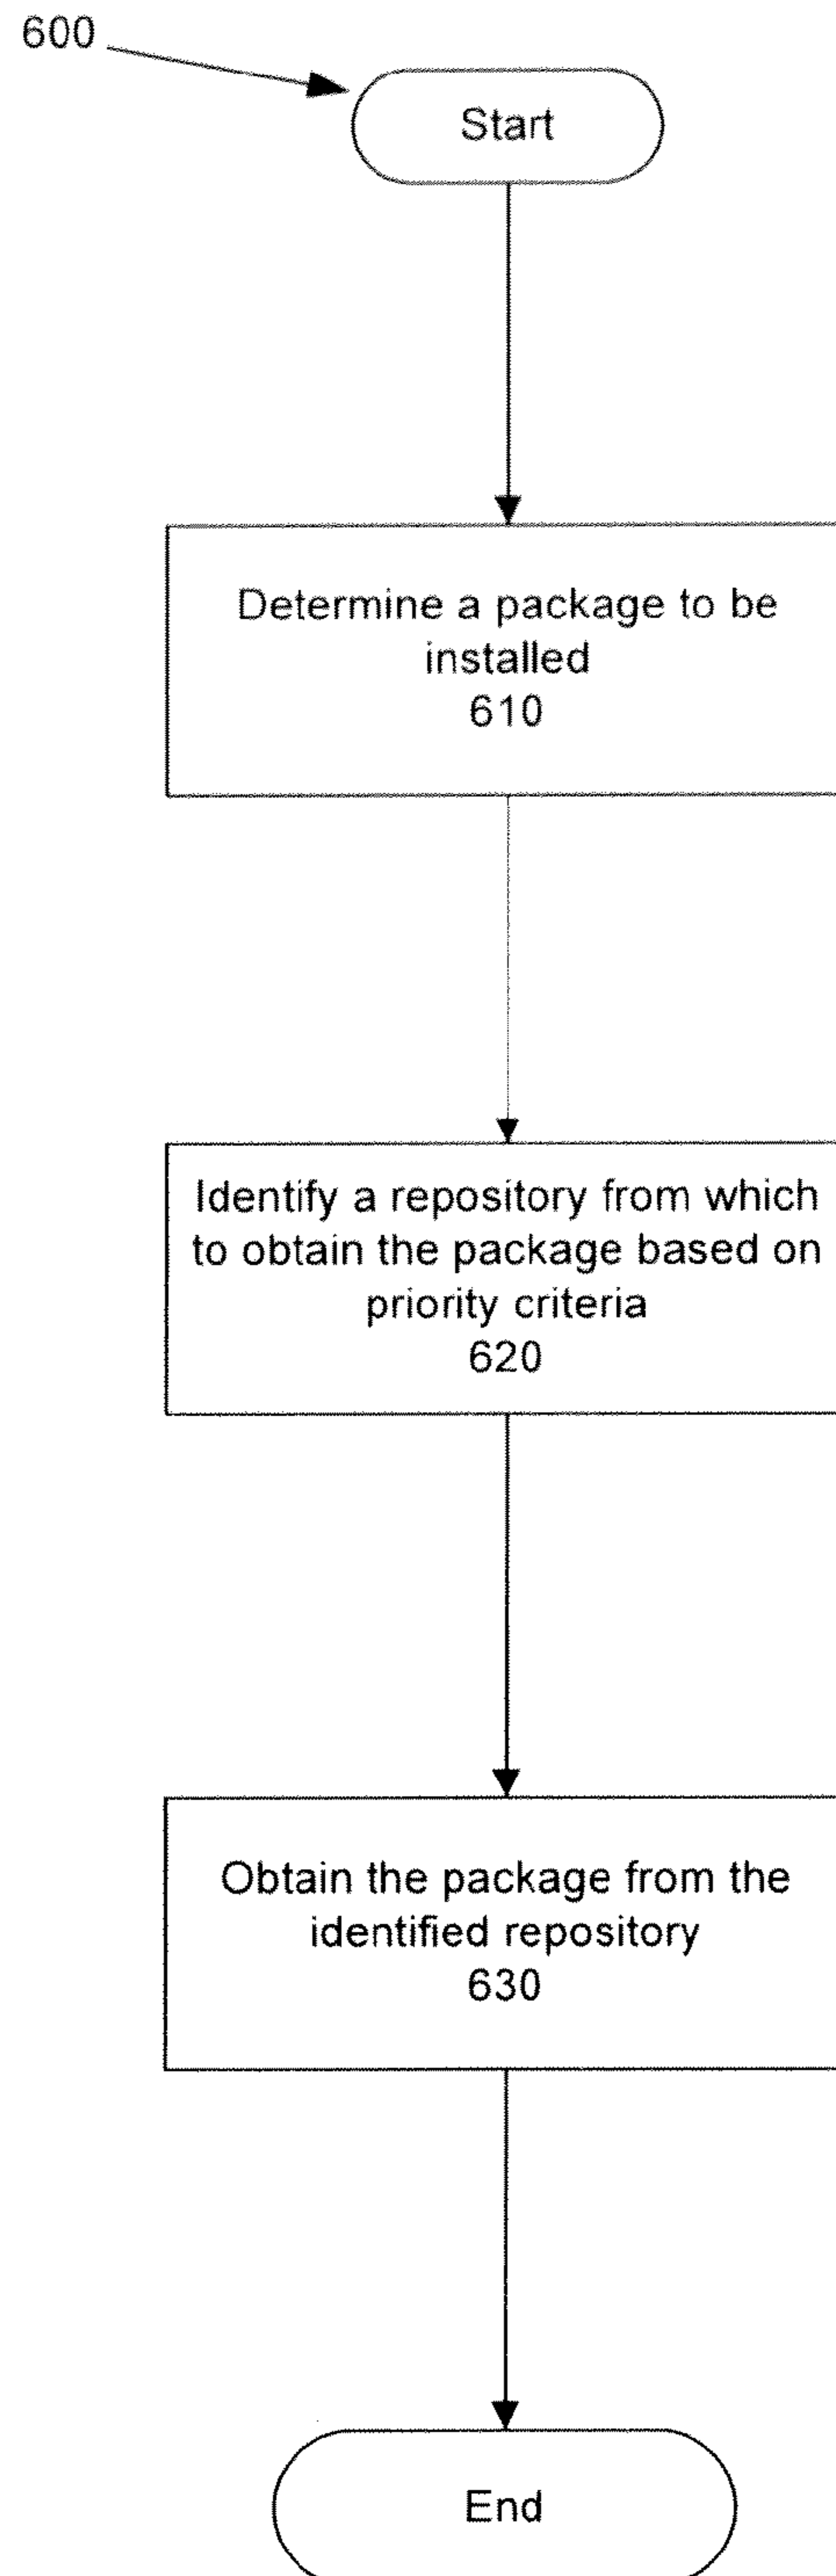 600
Start
Determine a package to be
installed
610
Identify a repository from which
to obtain the package based on
priority criteria
620
Obtain the package from the
identified repository
630
End